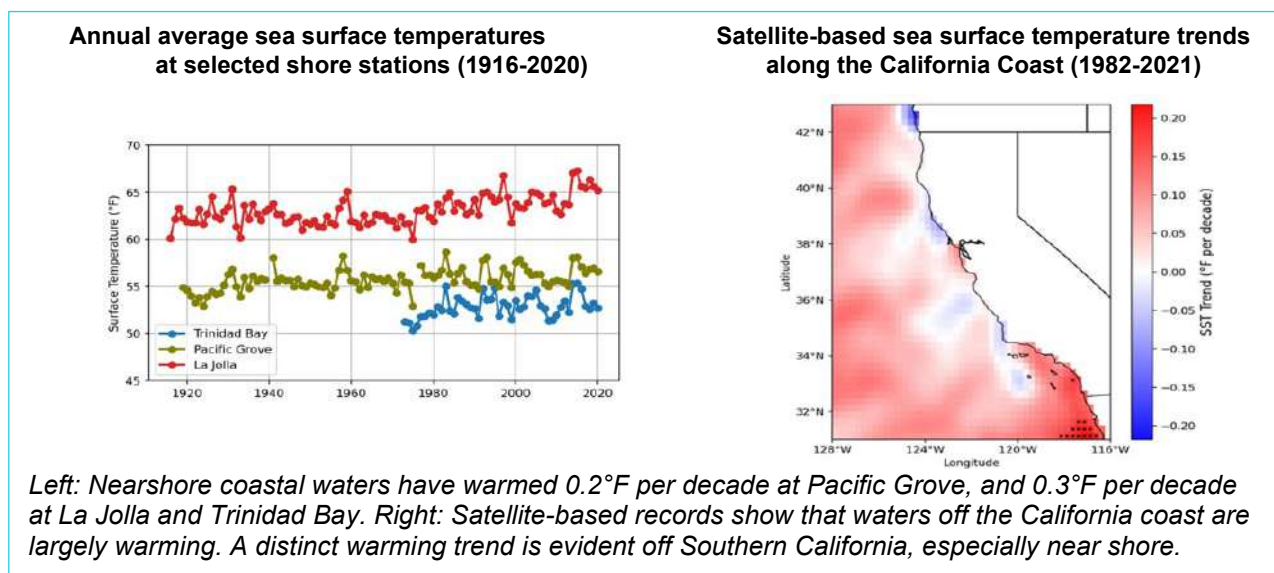 Annual average sea surface temperatures
at selected shore stations (1916-2020)
Satellite-based sea surface temperature trends
along the California Coast (1982-2021)
70
65
60
55
50
45
Surface Temperature (°F)
Trinidad Bay
Pacific Grove
La Jolla
1920
1940
1960
1980
2000
2020
42°N
40°N
38°N
36°N
34°N
32°N
Latitude
128°W
124°W
120°W
116°W
Longitude
0.20
0.15
0.10
0.05
0.00
−0.05
−0.10
−0.15
−0.20
SST Trend (°F per decade)
Left: Nearshore coastal waters have warmed 0.2°F per decade at Pacific Grove, and 0.3°F per decade
at La Jolla and Trinidad Bay. Right: Satellite-based records show that waters off the California coast are
largely warming. A distinct warming trend is evident off Southern California, especially near shore.